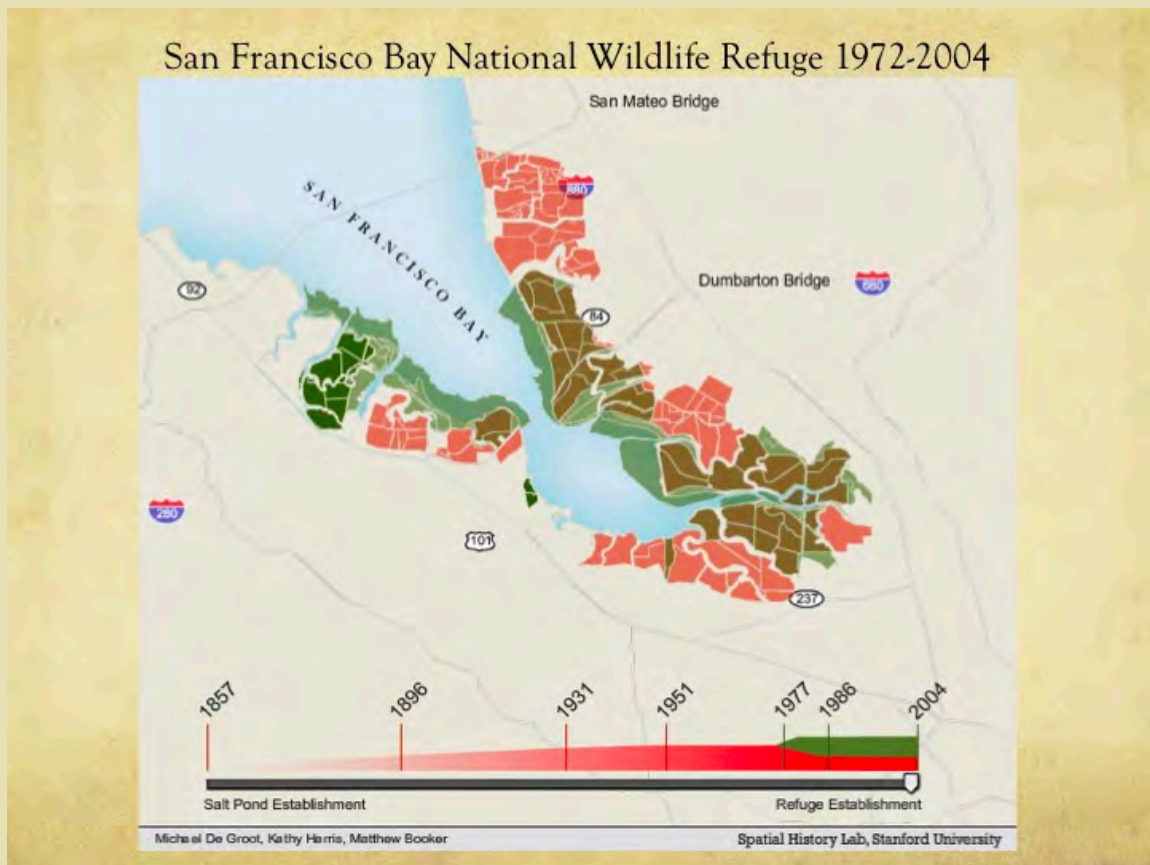 San Francisco Bay National Wildlife Refuge 1972-2004
San Mateo Bridge
880
SAN FRANCISCO BAY
Dumbarton Bridge
680
92
84
280
101
237
1857
1896
1931
1951
1977
1986
2004
Salt Pond Establishment
Refuge Establishment
Michael De Groot, Kathy Harris, Matthew Booker
Spatial History Lab, Stanford University